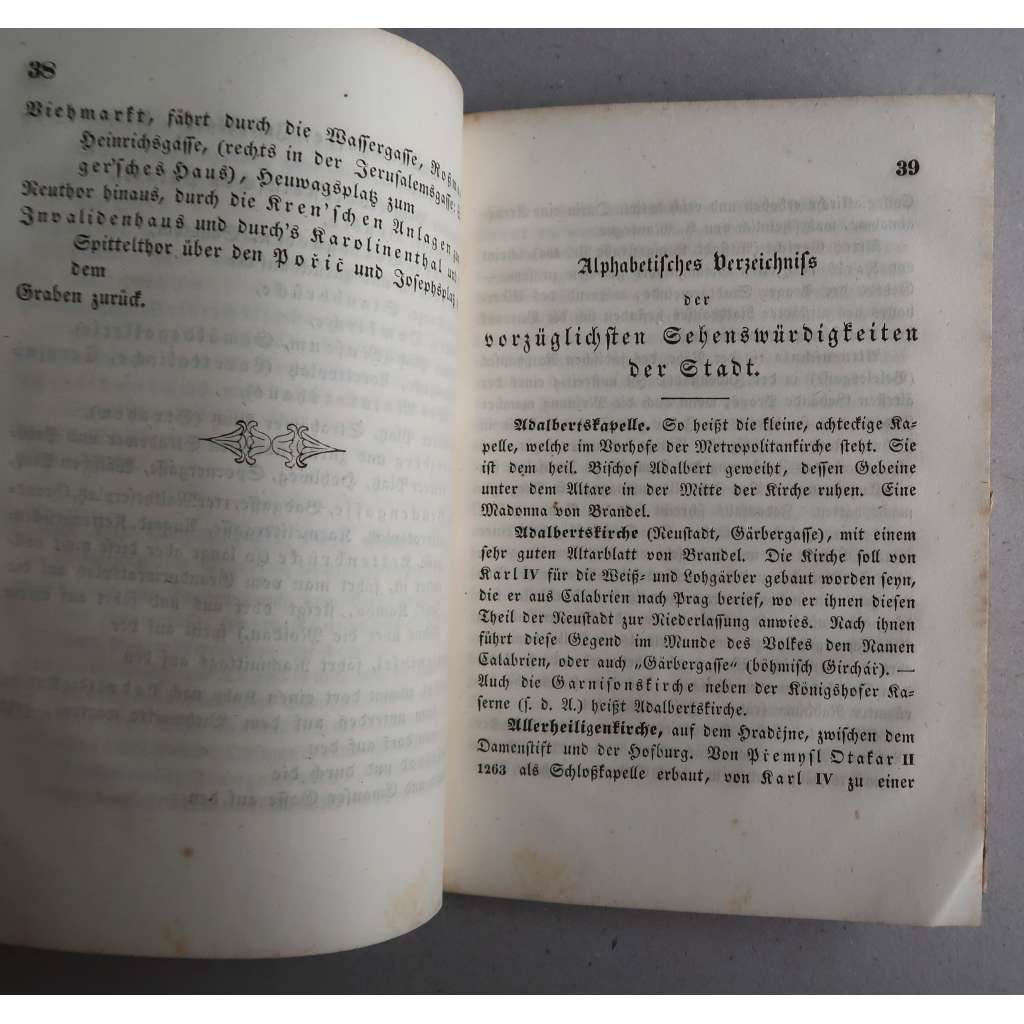 38
Viehmarkt, fährt durch die Wassergasse,
Heinrichsgasse, (rechts in der Jerusalemsgasse:
ger'sches Haus), Heuwagsplatz zum
Neuthor hinaus, durch die Kren'schen Anlagen
Invalidenhaus und durch's Karolinenthal
Spittelthor über den Pořič und Josephsplatz
dem
Graben zurück.
39
Alphabetisches Verzeichniss
der
vorzüglichsten Sehenswürdigkeiten
der Stadt.
Adalbertskapelle. So heißt die kleine, achteckige Ka-
pelle, welche im Vorhofe der Metropolitankirche steht. Sie
ist dem heil. Bischof Adalbert geweiht, dessen Gebeine
unter dem Altare in der Mitte der Kirche ruhen. Eine
Madonna von Brandel.
Adalbertskirche (Neustadt, Gärbergasse), mit einem
sehr guten Altarblatt von Brandel. Die Kirche soll von
Karl IV für die Weiß- und Lohgärber gebaut worden seyn,
die er aus Calabrien nach Prag berief, wo er ihnen diesen
Theil der Neustadt zur Niederlassung anwies. Nach ihnen
führt diese Gegend im Munde des Volkes den Namen
Calabrien, oder auch „Gärbergasse“ (böhmisch Girchář). —
Auch die Garnisonskirche neben der Königshofer Ka-
serne (s. d. A.) heißt Adalbertskirche.
Allerheiligenkirche, auf dem Hradčjne, zwischen dem
Damenstift und der Hofburg. Von Přemysl Otakar II
1263 als Schloßkapelle erbaut, von Karl IV zu einer